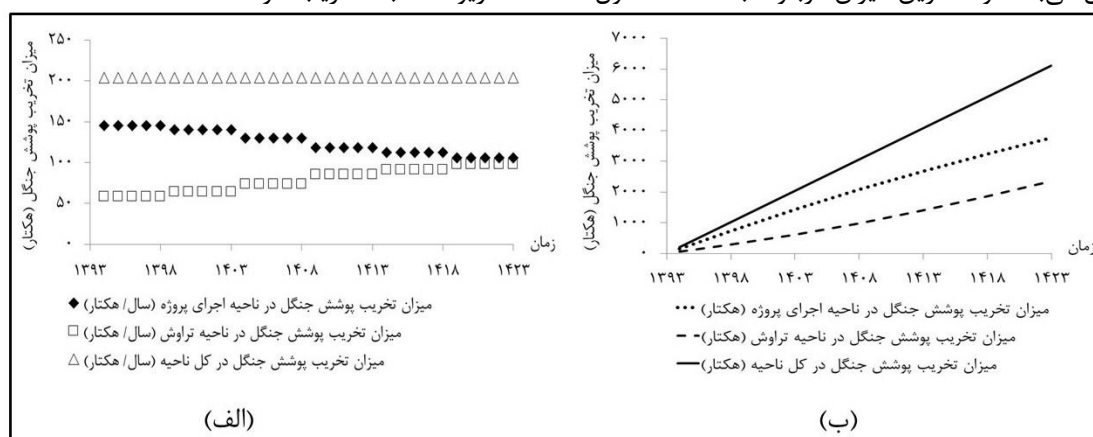 میزان تخریب پوشش جنگل (هکتار)
۲۵۰
۲۰۰
۱۵۰
۱۰۰
۵۰
۰
زمان
۱۳۹۳ ۱۳۹۸ ۱۴۰۳ ۱۴۰۸ ۱۴۱۳ ۱۴۱۸ ۱۴۲۳
میزان تخریب پوشش جنگل در ناحیه اجرای پروژه (سال/ هکتار)
میزان تخریب پوشش جنگل در ناحیه تراوش (سال/ هکتار)
میزان تخریب پوشش جنگل در کل ناحیه (سال/ هکتار)
(الف)
میزان تخریب پوشش جنگل (هکتار)
۷۰۰۰
۶۰۰۰
۵۰۰۰
۴۰۰۰
۳۰۰۰
۲۰۰۰
۱۰۰۰
۰
زمان
۱۳۹۳ ۱۳۹۸ ۱۴۰۳ ۱۴۰۸ ۱۴۱۳ ۱۴۱۸ ۱۴۲۳
میزان تخریب پوشش جنگل در ناحیه اجرای پروژه (هکتار)
میزان تخریب پوشش جنگل در ناحیه تراوش (هکتار)
میزان تخریب پوشش جنگل در کل ناحیه (هکتار)
(ب)